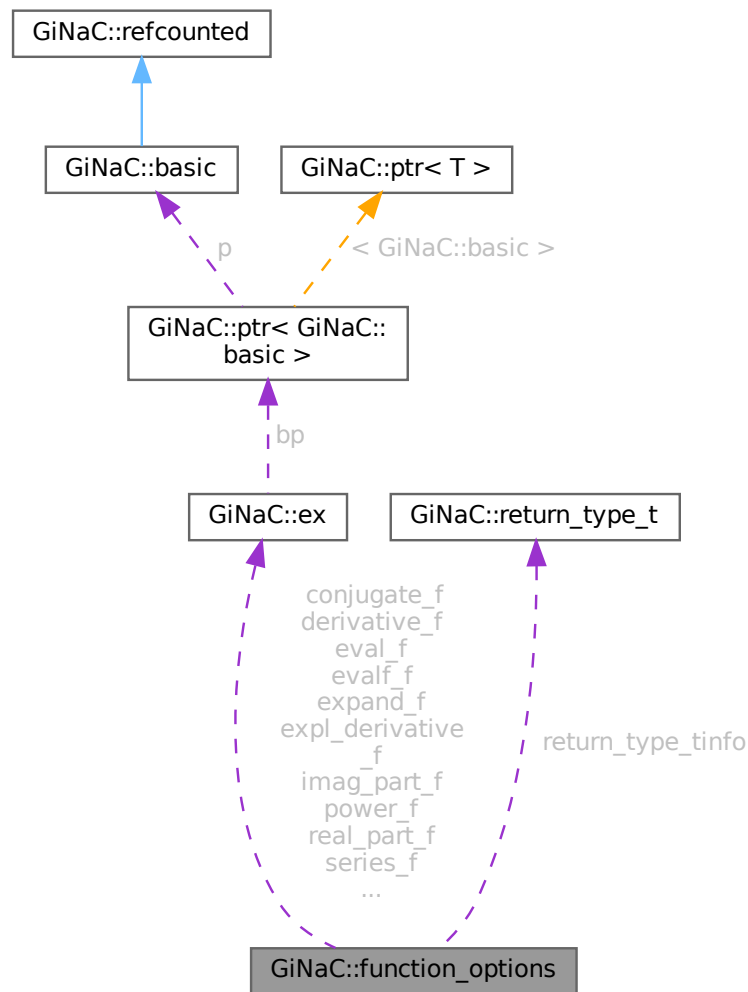 GiNaC::refcounted
GiNaC::basic
GiNaC::ptr< T >
p
< GiNaC::basic >
GiNaC::ptr< GiNaC::
basic >
bp
GiNaC::ex
GiNaC::return_type_t
conjugate_f
derivative_f
eval_f
evalf_f
expand_f
expl_derivative
_f
imag_part_f
power_f
real_part_f
series_f
...
return_type_tinfo
GiNaC::function_options